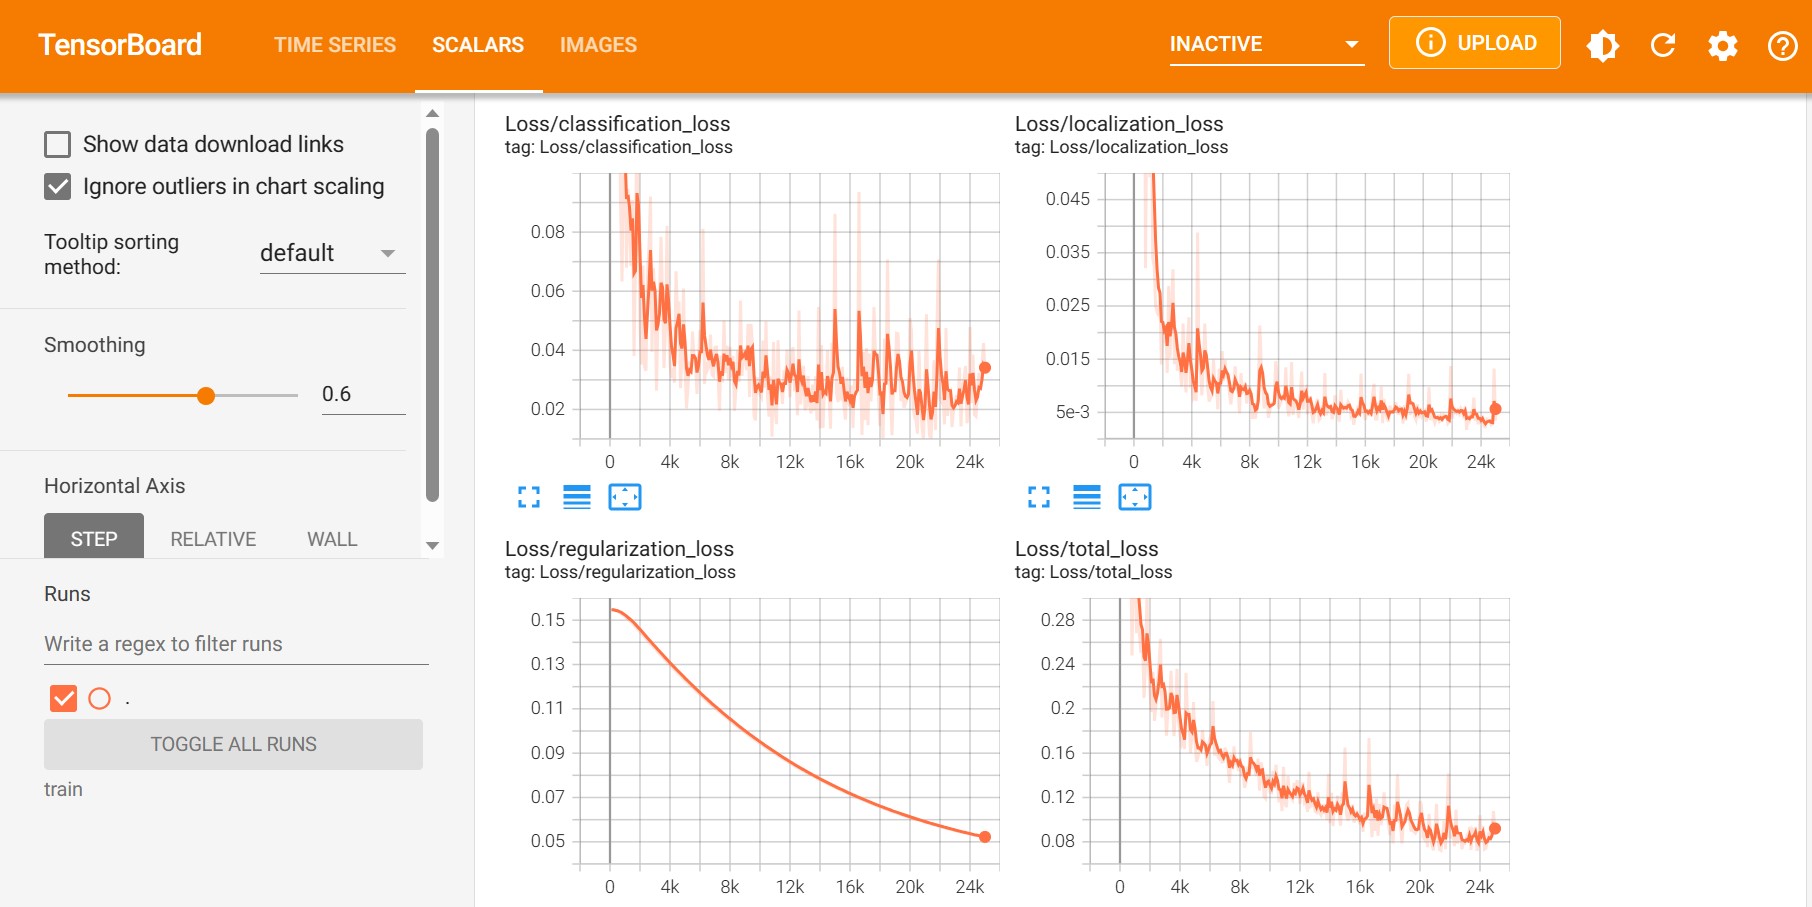 TensorBoard
TIME SERIES
SCALARS
IMAGES
INACTIVE
UPLOAD
Show data download links
Ignore outliers in chart scaling
Tooltip sorting
method:
default
Smoothing
0.6
Horizontal Axis
STEP
RELATIVE
WALL
Runs
Write a regex to filter runs
.
TOGGLE ALL RUNS
train
Loss/classification_loss
tag: Loss/classification_loss
0.08
0.06
0.04
0.02
0 4k 8k 12k 16k 20k 24k
Loss/localization_loss
tag: Loss/localization_loss
0.045
0.035
0.025
0.015
5e-3
0 4k 8k 12k 16k 20k 24k
Loss/regularization_loss
tag: Loss/regularization_loss
0.15
0.13
0.11
0.09
0.07
0.05
0 4k 8k 12k 16k 20k 24k
Loss/total_loss
tag: Loss/total_loss
0.28
0.24
0.2
0.16
0.12
0.08
0 4k 8k 12k 16k 20k 24k